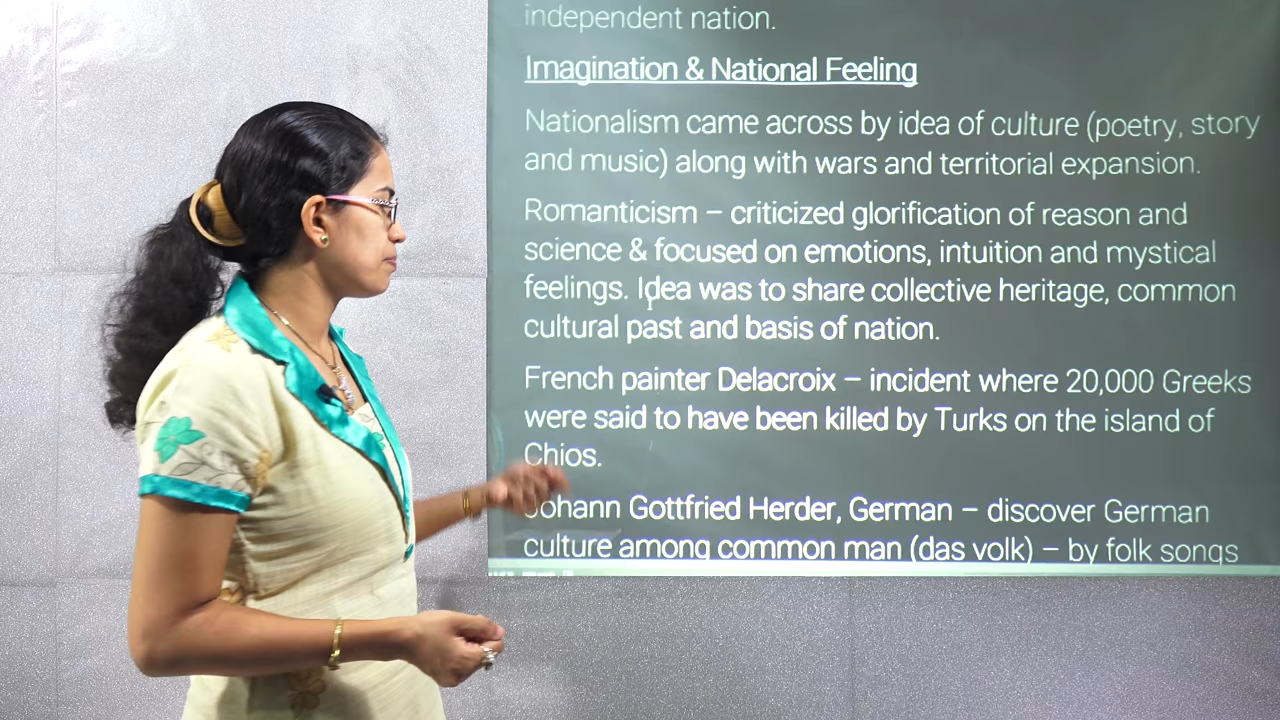 independent nation.
Imagination & National Feeling
Nationalism came across by idea of culture (poetry, story
and music) along with wars and territorial expansion.
Romanticism – criticized glorification of reason and
science & focused on emotions, intuition and mystical
feelings. Idea was to share collective heritage, common
cultural past and basis of nation.
French painter Delacroix – incident where 20,000 Greeks
were said to have been killed by Turks on the island of
Chios.
Johann Gottfried Herder, German – discover German
culture among common man (das volk) – by folk songs